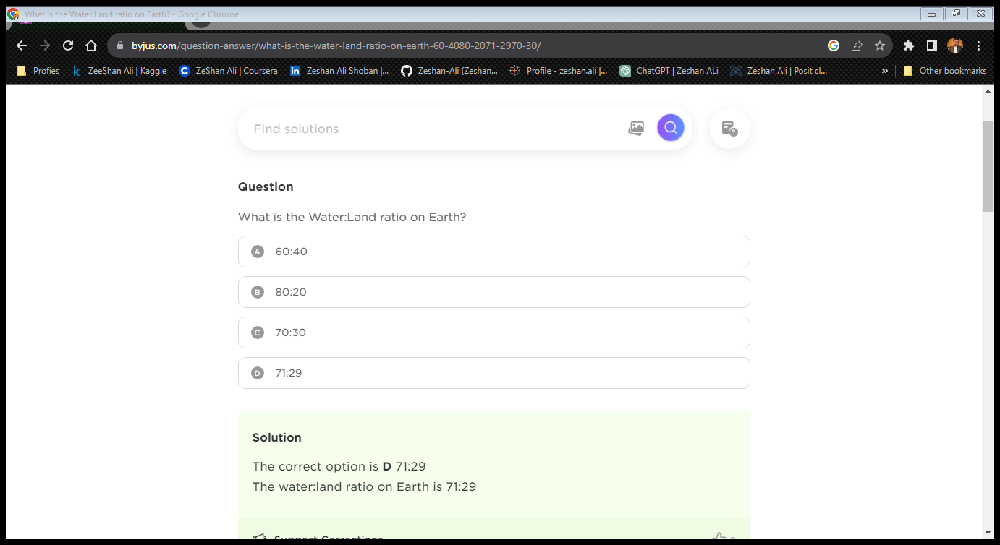 What is the Water:Land ratio on Earth? - Google Chrome
byjus.com/question-answer/what-is-the-water-land-ratio-on-earth-60-4080-2071-2970-30/
Profies ZeeShan Ali | Kaggle ZeShan Ali | Coursera Zeshan Ali Shoban |... Zeshan-Ali (Zeshan... Profile - zeshan.ali |... ChatGPT | Zeshan ALi Zeshan Ali | Posit cl... » Other bookmarks
Find solutions
Question
What is the Water:Land ratio on Earth?
A 60:40
B 80:20
C 70:30
D 71:29
Solution
The correct option is D 71:29
The water:land ratio on Earth is 71:29
Suggest Corrections